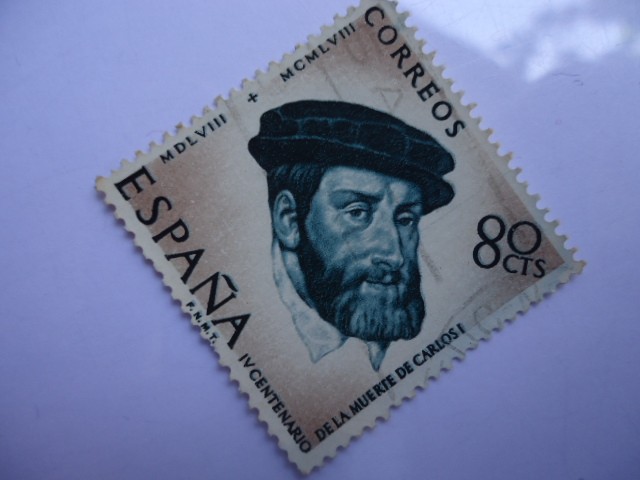 MDLVIII + MCMLVIII
CORREOS
ESPAÑA
80
CTS
F.N.M.T.
IV CENTENARIO
DE LA MUERTE DE CARLOS I